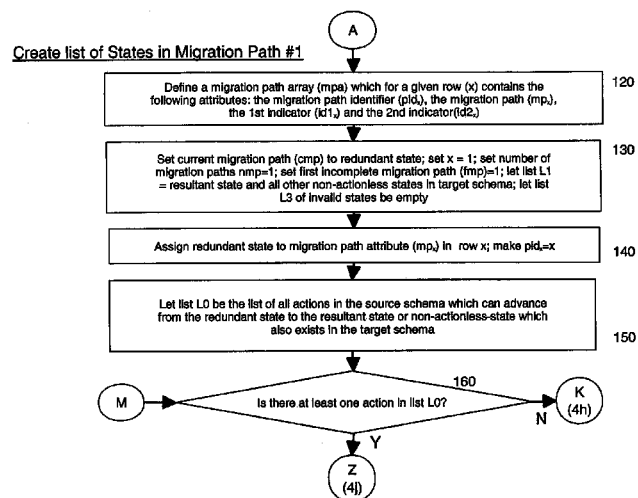 A
Create list of States in Migration Path #1
Define a migration path array (mpa) which for a given row (x) contains the
following attributes: the migration path identifier (pidₓ), the migration path (mpₓ),
the 1st indicator (id1ₓ) and the 2nd indicator(id2ₓ)
120
Set current migration path (cmp) to redundant state; set x = 1; set number of
migration paths nmp=1; set first incomplete migration path (fmp)=1; let list L1
= resultant state and all other non-actionless states in target schema; let list
L3 of invalid states be empty
130
Assign redundant state to migration path attribute (mpₓ) in row x; make pidₓ=x
140
Let list L0 be the list of all actions in the source schema which can advance
from the redundant state to the resultant state or non-actionless-state which
also exists in the target schema
150
160
M
Is there at least one action in list L0?
K
(4h)
N
Y
Z
(4j)